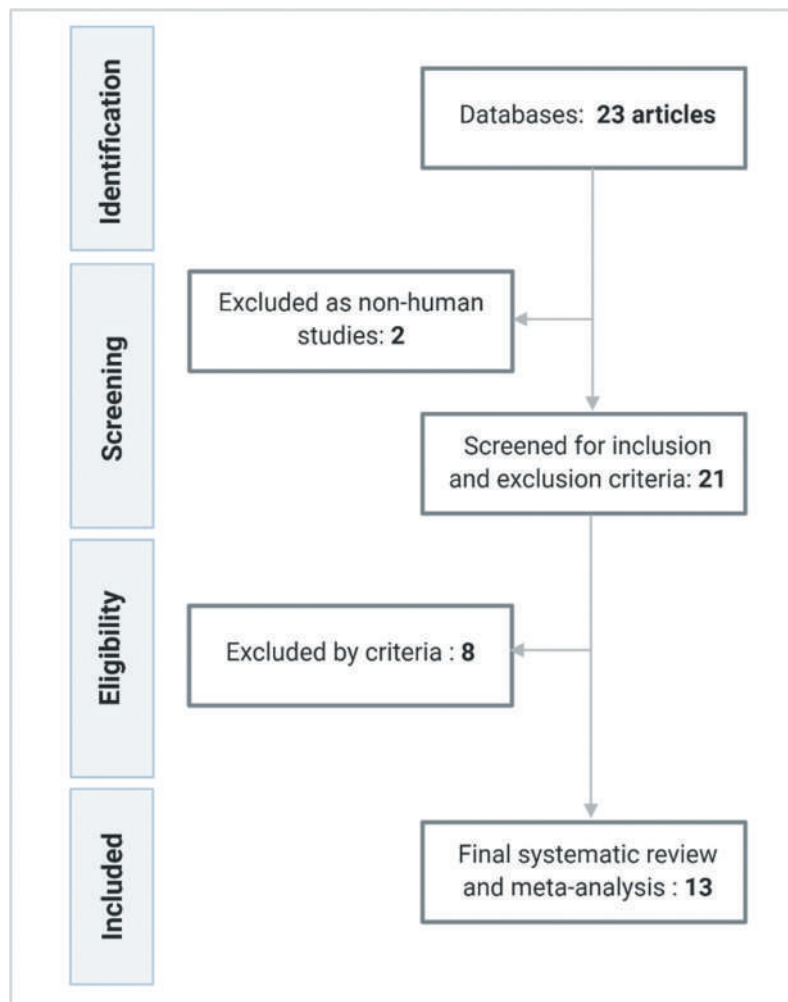 Identification
Databases: 23 articles
Screening
Excluded as non-human
studies: 2
Screened for inclusion
and exclusion criteria: 21
Eligibility
Excluded by criteria : 8
Included
Final systematic review
and meta-analysis : 13